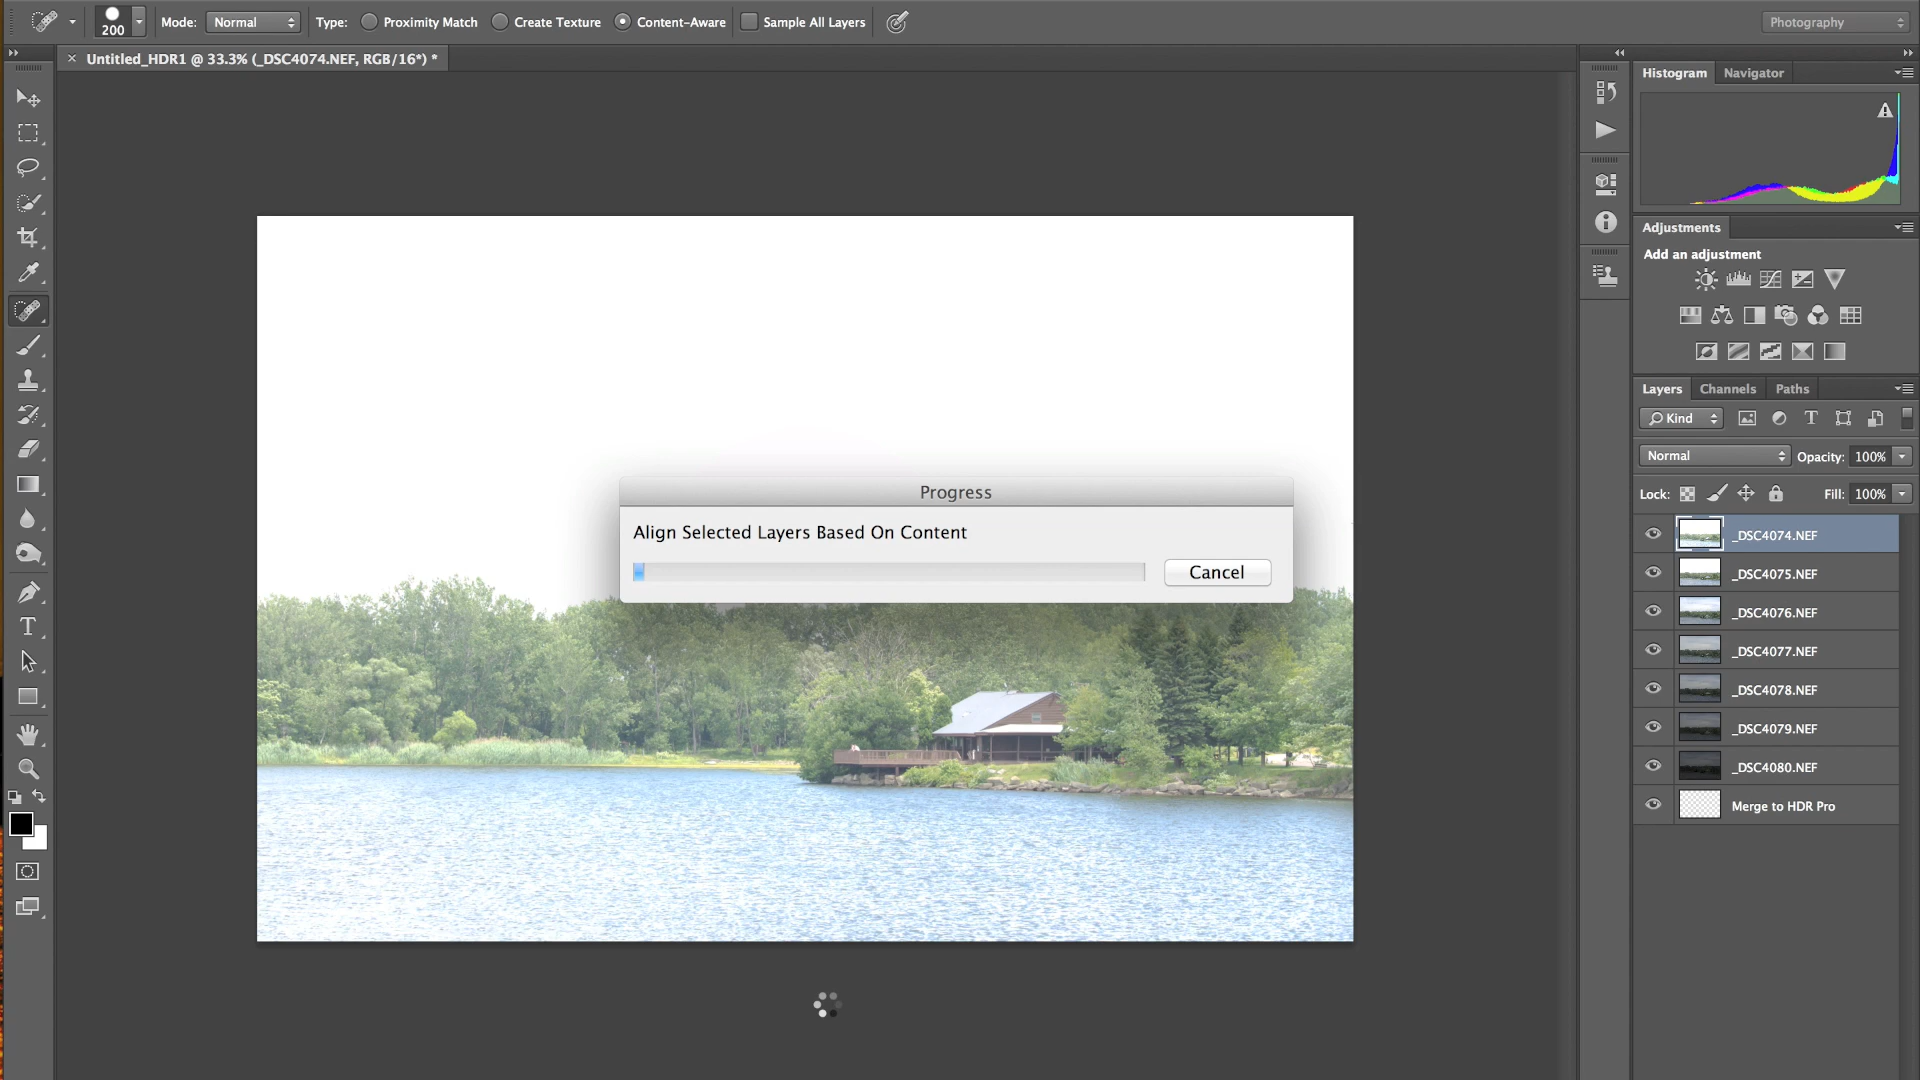 200 Mode: Normal Type: Proximity Match Create Texture Content-Aware Sample All Layers Photography
× Untitled_HDR1 @ 33.3% (_DSC4074.NEF, RGB/16*) *
Histogram Navigator
Adjustments
Add an adjustment
Layers Channels Paths
Kind
Normal Opacity: 100%
Lock: Fill: 100%
Progress
Align Selected Layers Based On Content
Cancel
_DSC4074.NEF
_DSC4075.NEF
_DSC4076.NEF
_DSC4077.NEF
_DSC4078.NEF
_DSC4079.NEF
_DSC4080.NEF
Merge to HDR Pro